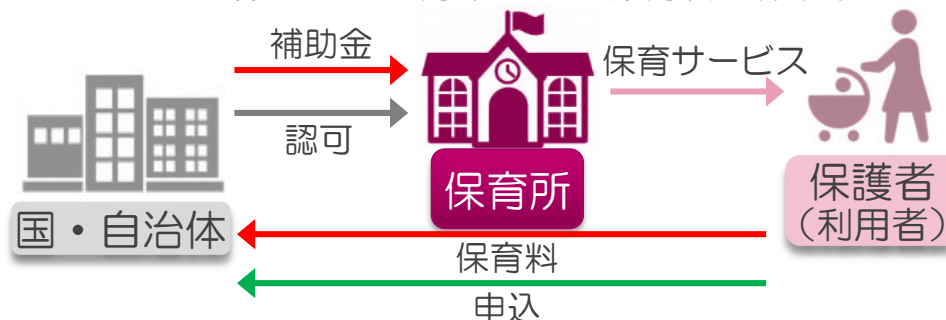 補助金
認可
保育サービス
保育所
国・自治体
保護者
（利用者）
保育料
申込